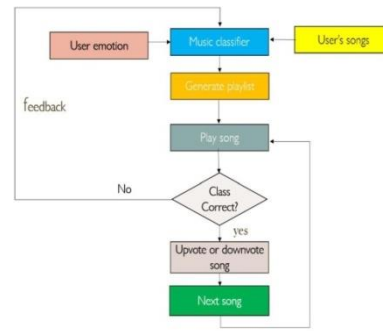 User emotion
Music classifier
User's songs
Generate playlist
feedback
Play song
No
Class
Correct?
yes
Upvote or downvote
song
Next song